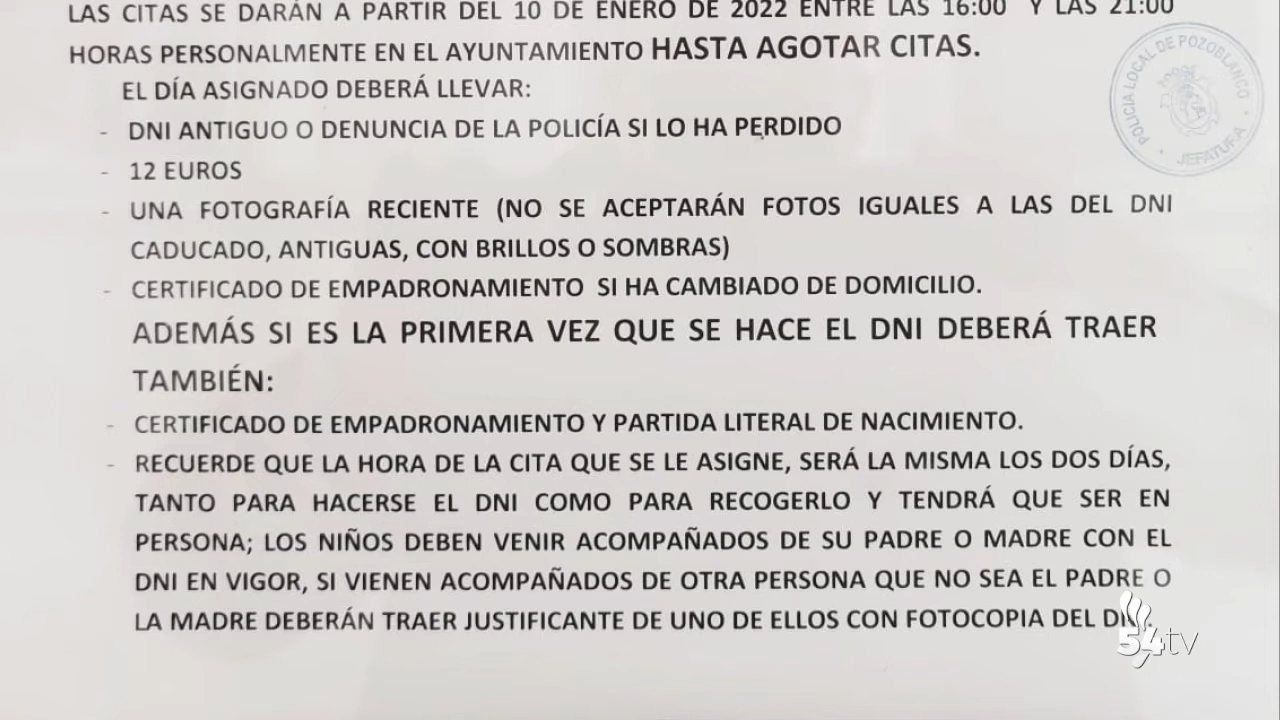 LAS CITAS SE DARÁN A PARTIR DEL 10 DE ENERO DE 2022 ENTRE LAS 16:00 Y LAS 21:00
HORAS PERSONALMENTE EN EL AYUNTAMIENTO HASTA AGOTAR CITAS.
EL DÍA ASIGNADO DEBERÁ LLEVAR:
- DNI ANTIGUO O DENUNCIA DE LA POLICÍA SI LO HA PERDIDO
- 12 EUROS
- UNA FOTOGRAFÍA RECIENTE (NO SE ACEPTARÁN FOTOS IGUALES A LAS DEL DNI
CADUCADO, ANTIGUAS, CON BRILLOS O SOMBRAS)
- CERTIFICADO DE EMPADRONAMIENTO SI HA CAMBIADO DE DOMICILIO.
ADEMÁS SI ES LA PRIMERA VEZ QUE SE HACE EL DNI DEBERÁ TRAER
TAMBIÉN:
- CERTIFICADO DE EMPADRONAMIENTO Y PARTIDA LITERAL DE NACIMIENTO.
- RECUERDE QUE LA HORA DE LA CITA QUE SE LE ASIGNE, SERÁ LA MISMA LOS DOS DÍAS,
TANTO PARA HACERSE EL DNI COMO PARA RECOGERLO Y TENDRÁ QUE SER EN
PERSONA; LOS NIÑOS DEBEN VENIR ACOMPAÑADOS DE SU PADRE O MADRE CON EL
DNI EN VIGOR, SI VIENEN ACOMPAÑADOS DE OTRA PERSONA QUE NO SEA EL PADRE O
LA MADRE DEBERÁN TRAER JUSTIFICANTE DE UNO DE ELLOS CON FOTOCOPIA DEL DNI.
POLICIA LOCAL DE POZOBLANCO
JEFATURA
54tv